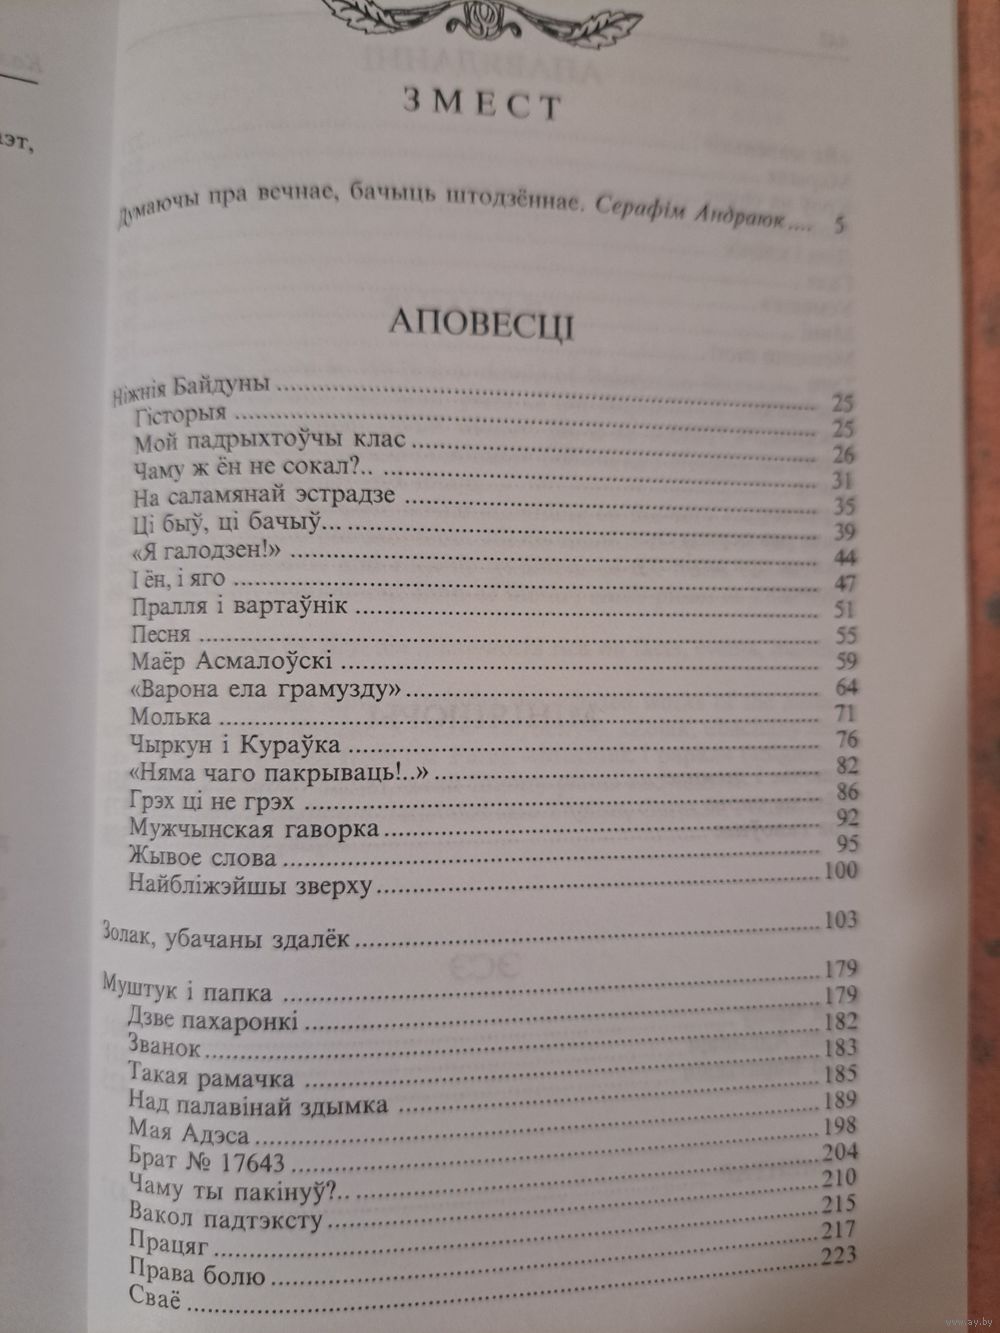 ЗМЕСТ
Думаючы пра вечнае, бачыць штодзённае. Серафім Андраюк.... 5
АПОВЕСЦІ
Ніжнія Байдуны ... 25
Гісторыя ... 25
Мой падрыхтоўчы клас ... 26
Чаму ж ён не сокал?.. ... 31
На саламянай эстрадзе ... 35
Ці быў, ці бачыў... ... 39
«Я галодзен!» ... 44
І ён, і яго ... 47
Пралля і вартаўнік ... 51
Песня ... 55
Маёр Асмалоўскі ... 59
«Варона ела грамузду» ... 64
Молька ... 71
Чыркун і Кураўка ... 76
«Няма чаго пакрываць!..» ... 82
Грэх ці не грэх ... 86
Мужчынская гаворка ... 92
Жывое слова ... 95
Найбліжэйшы зверху ... 100
Золак, убачаны здалёк ... 103
Муштук і папка ... 179
Дзве пахаронкі ... 179
Званок ... 182
Такая рамачка ... 183
Над палавінай здымка ... 185
Мая Адэса ... 189
Брат № 17643 ... 198
Чаму ты пакінуў?.. ... 204
Вакол падтэксту ... 210
Працяг ... 215
Права болю ... 217
Сваё ... 223
www.ay.by